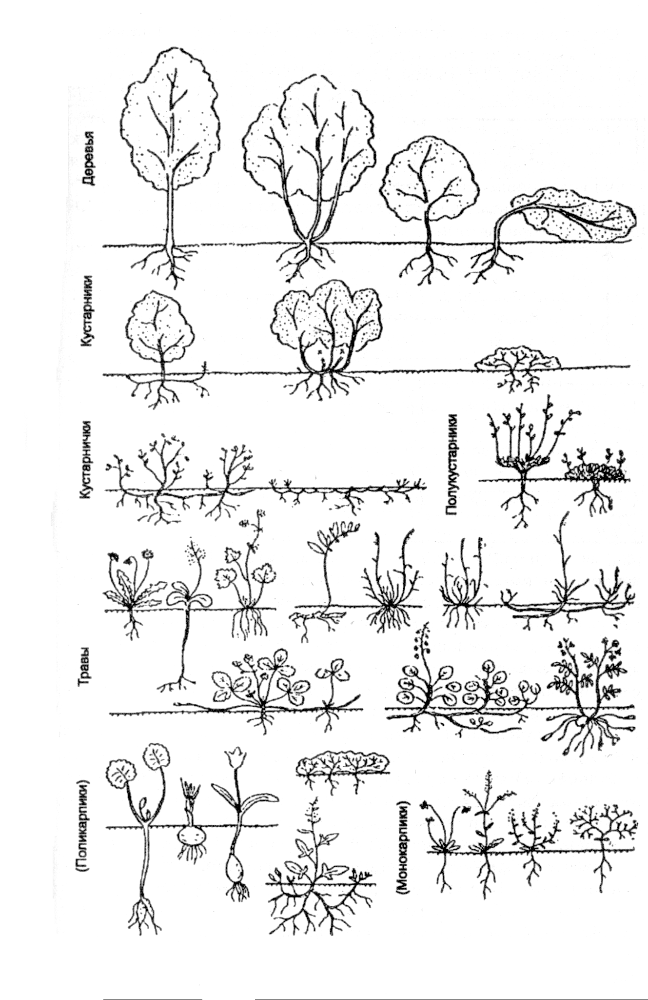 Деревья
Кустарники
Кустарнички
Полукустарники
Травы
(Поликарпики)
(Монокарпики)